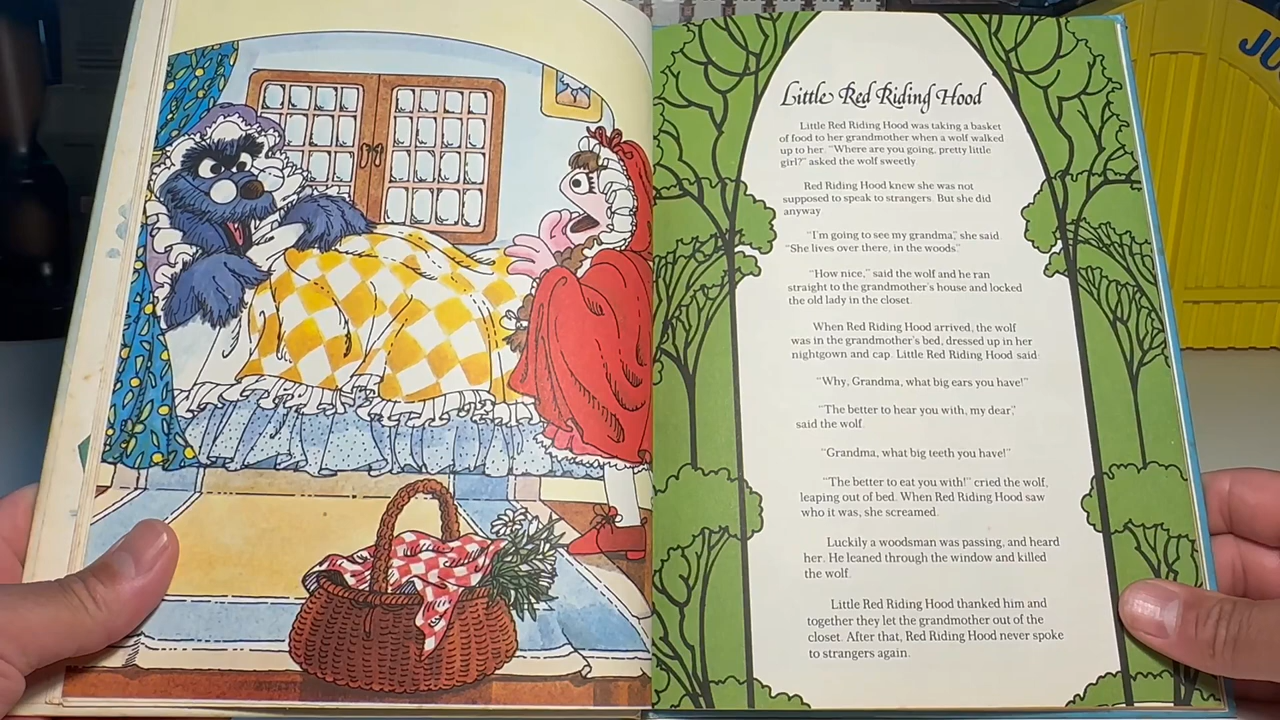 Little Red Riding Hood
Little Red Riding Hood was taking a basket
of food to her grandmother when a wolf walked
up to her. "Where are you going, pretty little
girl?" asked the wolf sweetly
Red Riding Hood knew she was not
supposed to speak to strangers. But she did
anyway
"I'm going to see my grandma," she said.
"She lives over there, in the woods."
"How nice," said the wolf and he ran
straight to the grandmother's house and locked
the old lady in the closet.
When Red Riding Hood arrived, the wolf
was in the grandmother's bed, dressed up in her
nightgown and cap. Little Red Riding Hood said:
"Why, Grandma, what big ears you have!"
"The better to hear you with, my dear,"
said the wolf.
"Grandma, what big teeth you have!"
"The better to eat you with!" cried the wolf,
leaping out of bed. When Red Riding Hood saw
who it was, she screamed.
Luckily a woodsman was passing, and heard
her. He leaned through the window and killed
the wolf.
Little Red Riding Hood thanked him and
together they let the grandmother out of the
closet. After that, Red Riding Hood never spoke
to strangers again.
JU